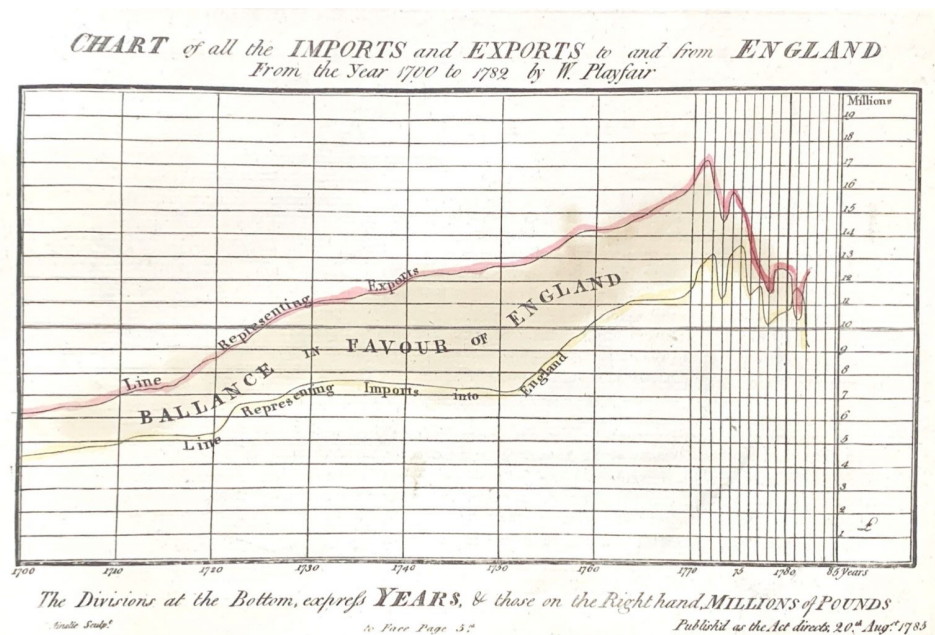 CHART of all the IMPORTS and EXPORTS to and from ENGLAND
From the Year 1700 to 1782 by W. Playfair
Millions
19
18
17
16
15
14
13
12
11
10
9
8
7
6
5
4
3
2
1
£
Line Representing Exports
BALLANCE IN FAVOUR OF ENGLAND
Line Representing Imports into England
1700 1710 1720 1730 1740 1750 1760 1770 75 1780 85 Years
The Divisions at the Bottom, expreſs YEARS, & those on the Right hand, MILLIONS of POUNDS
Sculpt. to Face Page 5th Publish'd as the Act directs, 20th Augt. 1785